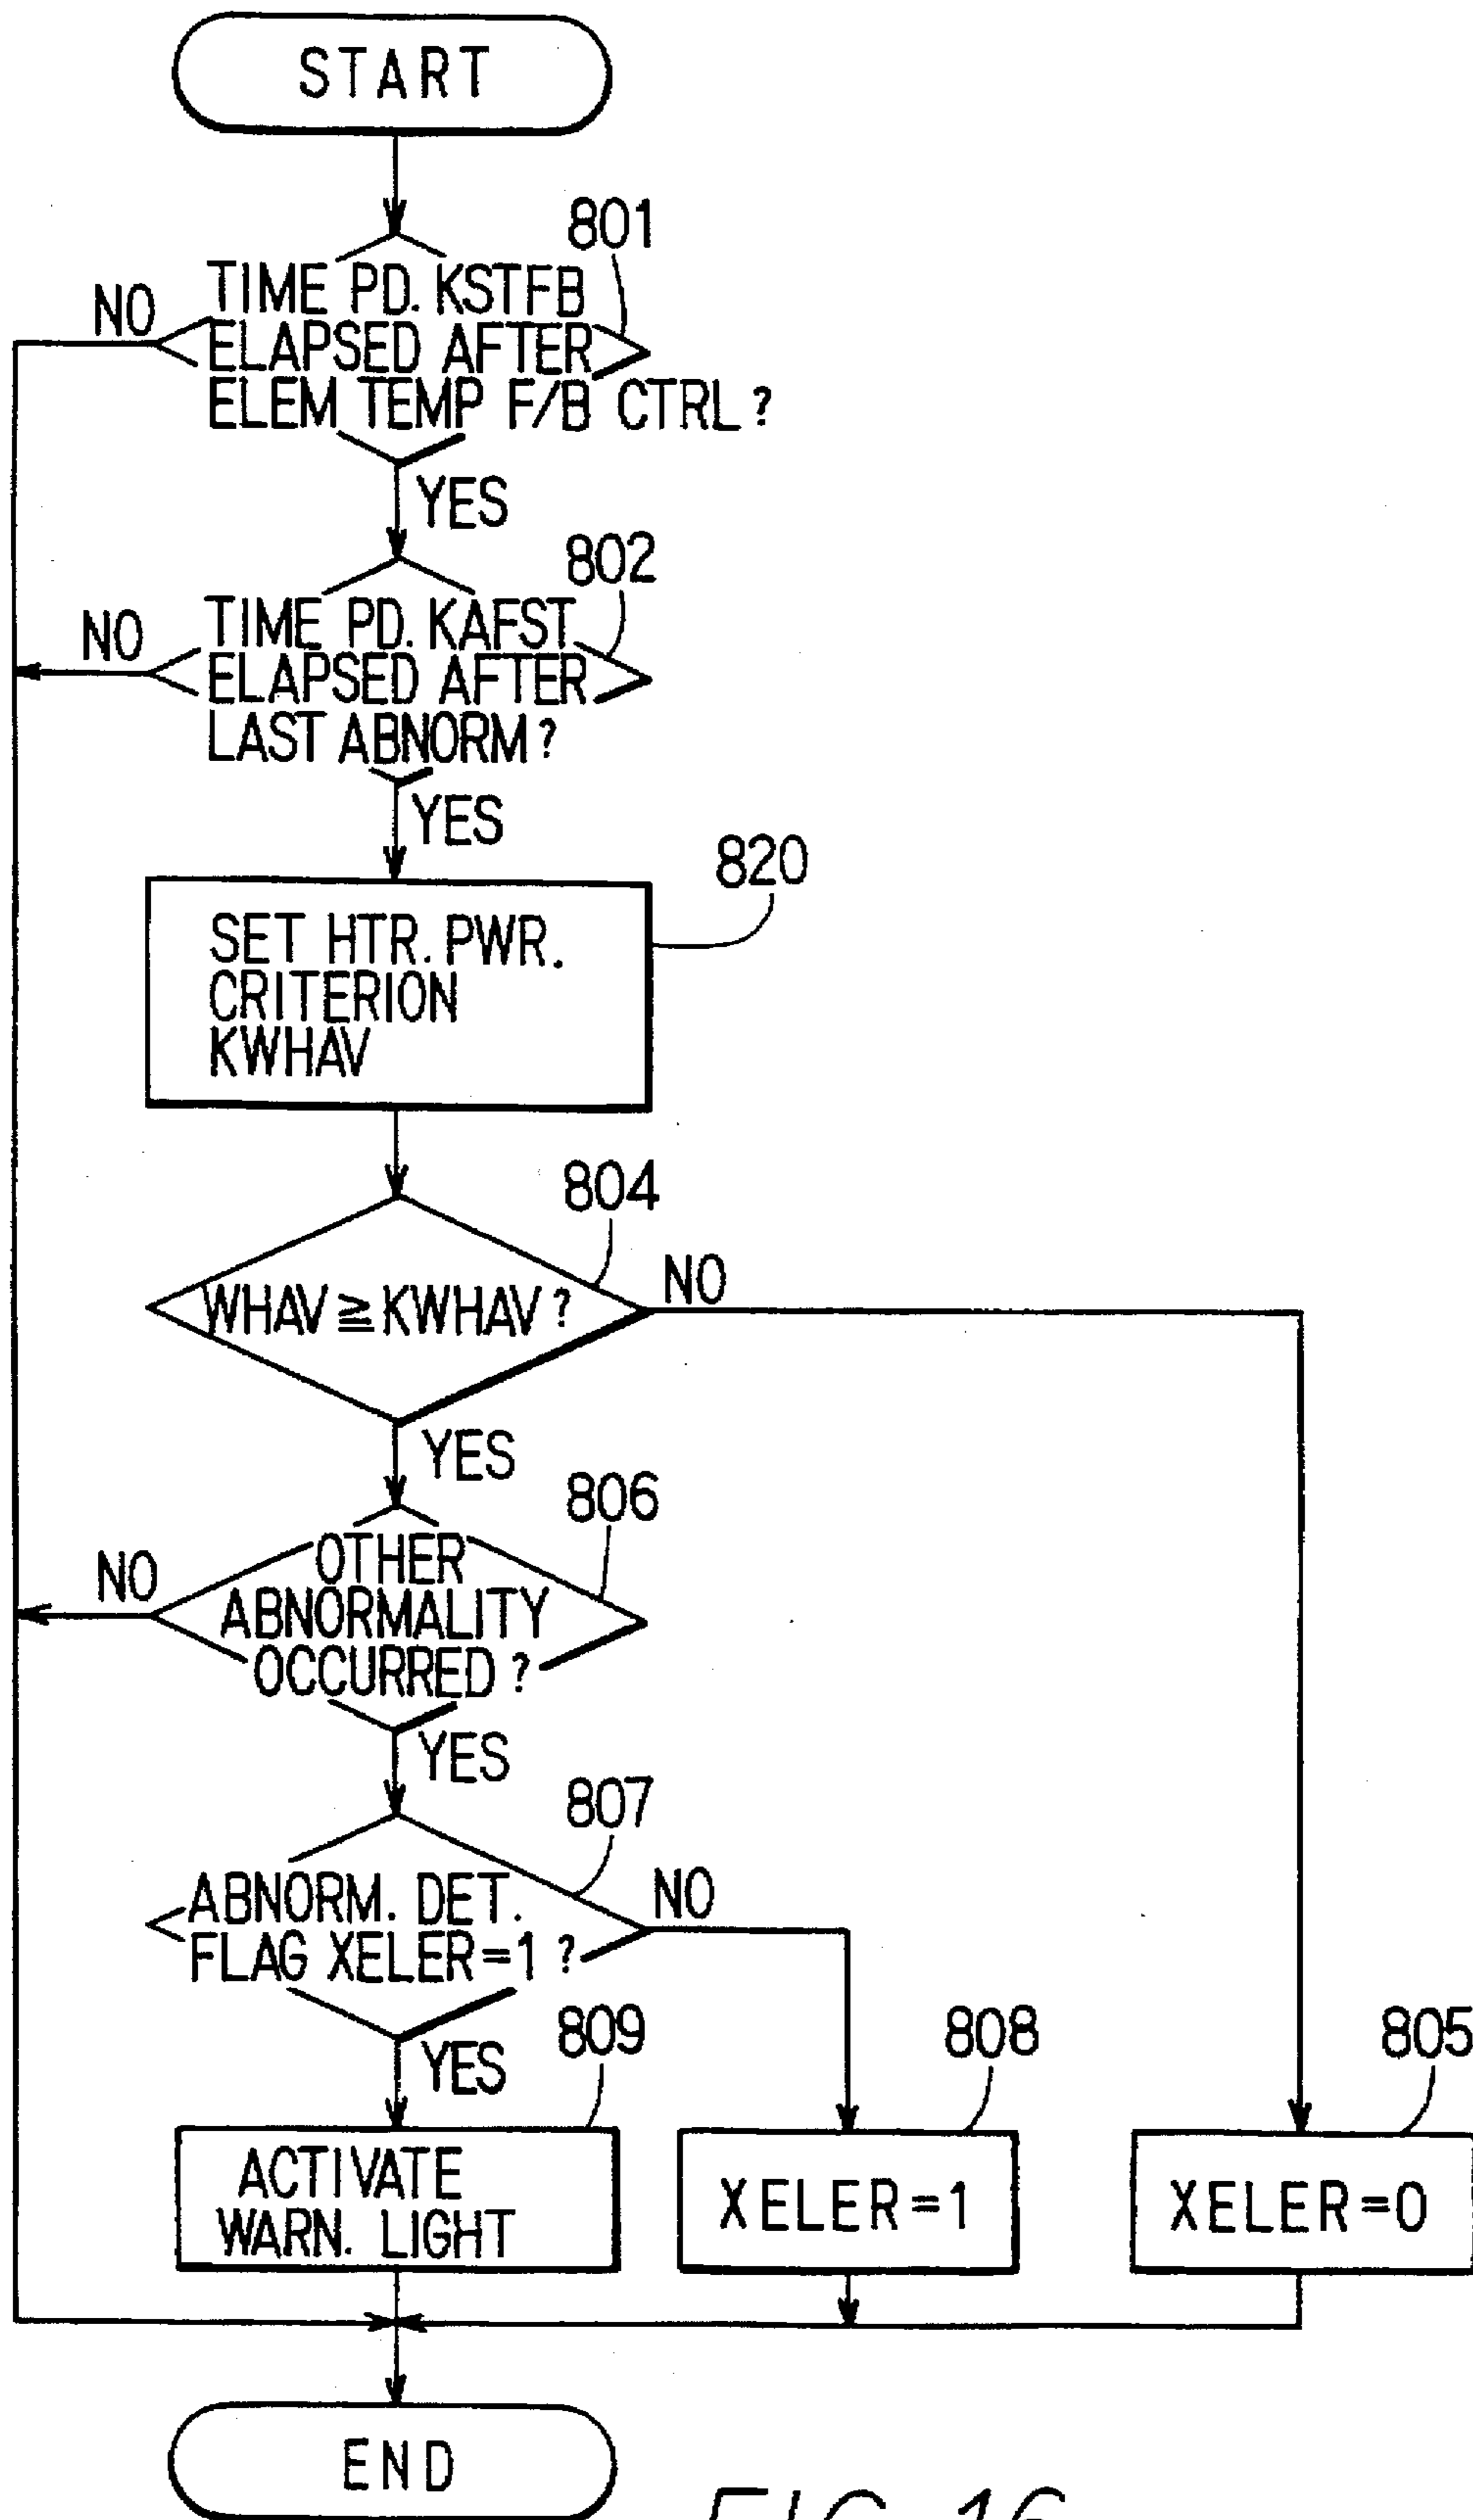 START
801
TIME PD. KSTFB
ELAPSED AFTER
ELEM TEMP F/B CTRL?
NO
YES
802
TIME PD. KAFST
ELAPSED AFTER
LAST ABNORM?
NO
YES
820
SET HTR. PWR.
CRITERION
KWHAV
804
WHAV≧KWHAV?
NO
YES
806
OTHER
ABNORMALITY
OCCURRED?
NO
YES
807
ABNORM. DET.
FLAG XELER=1?
NO
YES
809
ACTIVATE
WARN. LIGHT
808
XELER=1
805
XELER=0
END
FIG. 16